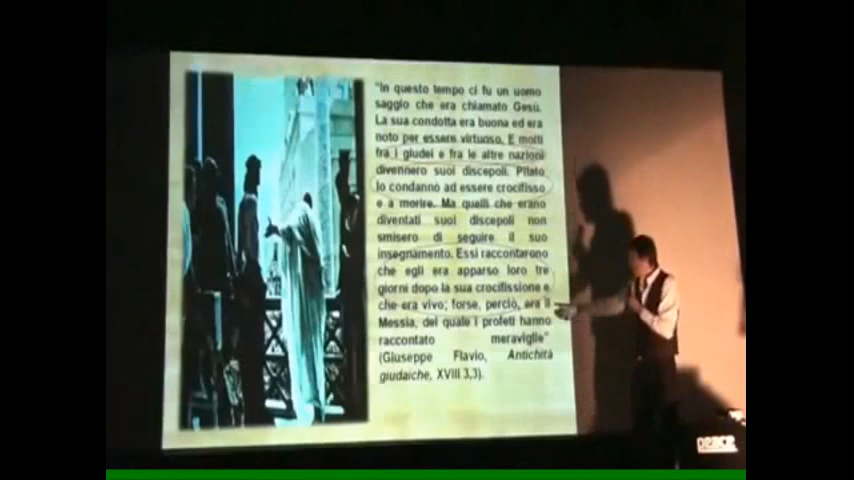 "In questo tempo ci fu un uomo
saggio che era chiamato Gesù.
La sua condotta era buona ed era
noto per essere virtuoso. E molti
fra i giudei e fra le altre nazioni
divennero suoi discepoli. Pilato
lo condannò ad essere crocifisso
e a morire. Ma quelli che erano
diventati suoi discepoli non
smisero di seguire il suo
insegnamento. Essi raccontarono
che egli era apparso loro tre
giorni dopo la sua crocifissione e
che era vivo; forse, perciò, era il
Messia, del quale i profeti hanno
raccontato meraviglie"
(Giuseppe Flavio, Antichità
giudaiche, XVIII.3,3).
peace